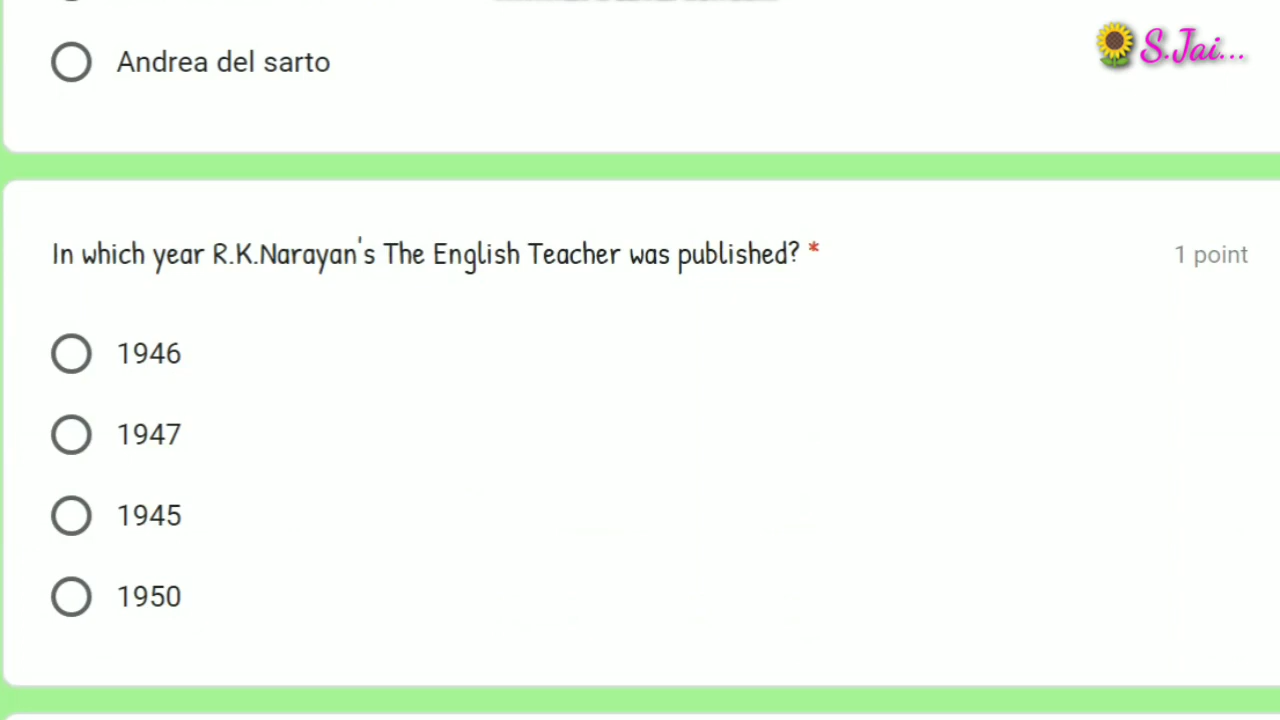 Andrea del sarto
🌻 S.Jai...
In which year R.K.Narayan's The English Teacher was published? *
1 point
1946
1947
1945
1950